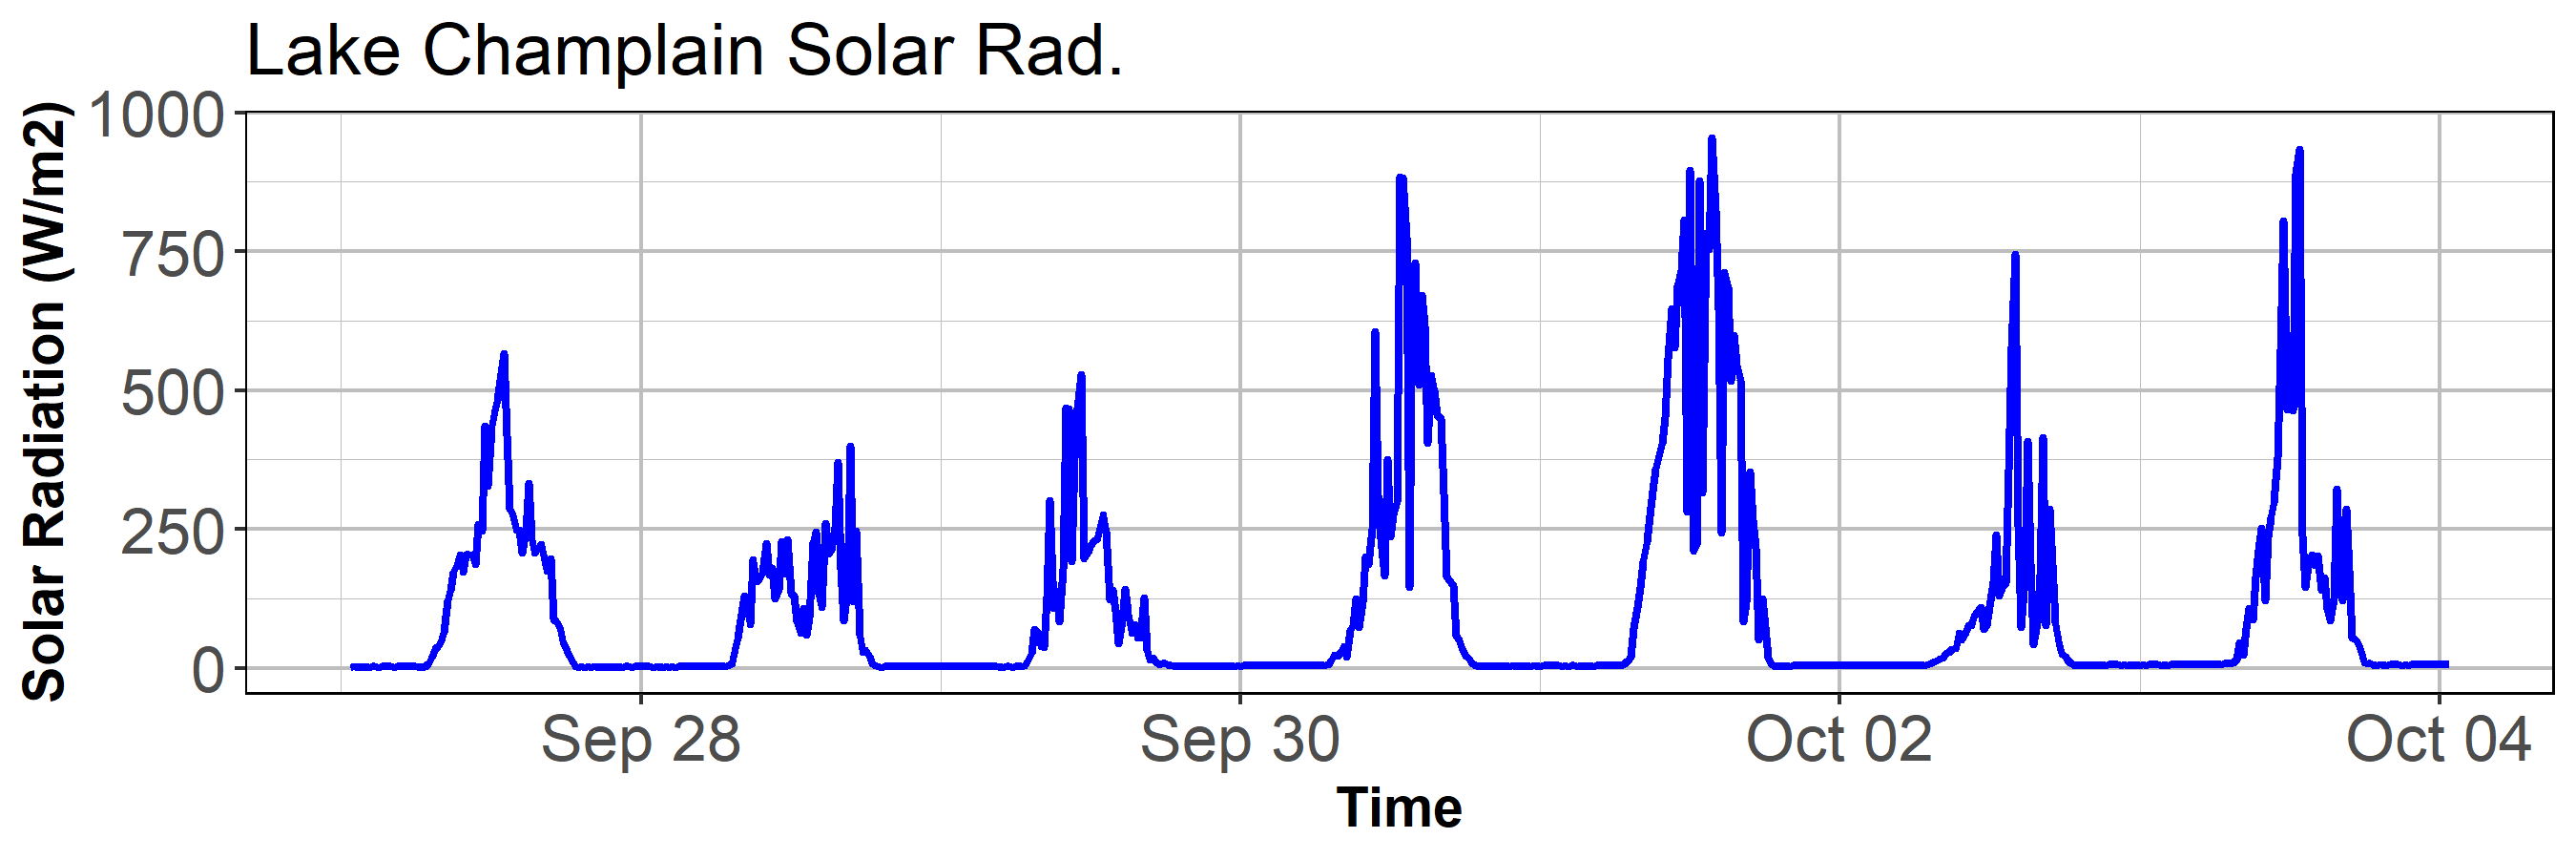 Lake Champlain Solar Rad.
Solar Radiation (W/m2)
1000
750
500
250
0
Sep 28
Sep 30
Oct 02
Oct 04
Time